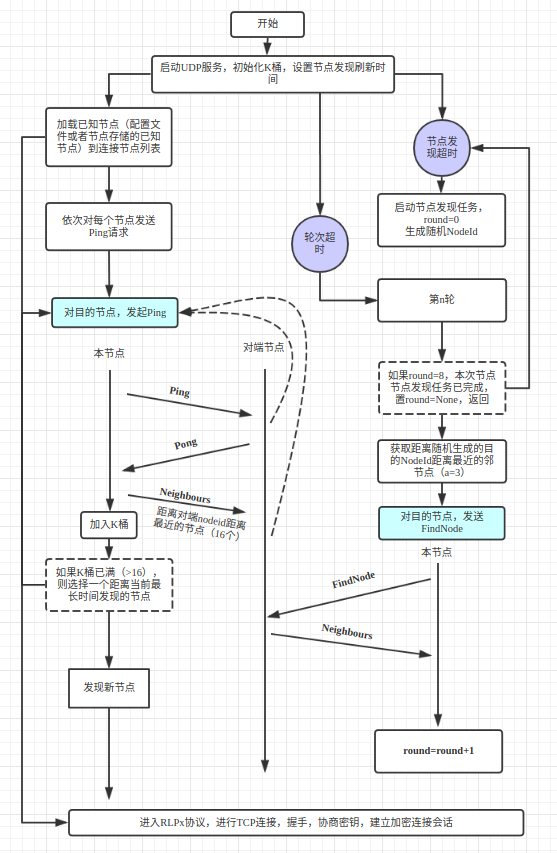 开始
启动UDP服务，初始化K桶，设置节点发现刷新时
间
加载已知节点（配置文
件或者节点存储的已知
节点）到连接节点列表
节点发
现超时
依次对每个节点发送
Ping请求
启动节点发现任务，
round=0
生成随机NodeId
轮次超
时
对目的节点，发起Ping
第n轮
本节点
对端节点
如果round=8，本次节点
节点发现任务已完成，
置round=None，返回
Ping
Pong
获取距离随机生成的目
的NodeId距离最近的邻
节点（a=3）
Neighbours
距离对端nodeid距离
最近的节点（16个）
加入K桶
对目的节点，发送
FindNode
本节点
如果K桶已满（>16），
则选择一个距离当前最
长时间发现的节点
FindNode
Neighbours
发现新节点
round=round+1
进入RLPx协议，进行TCP连接，握手，协商密钥，建立加密连接会话